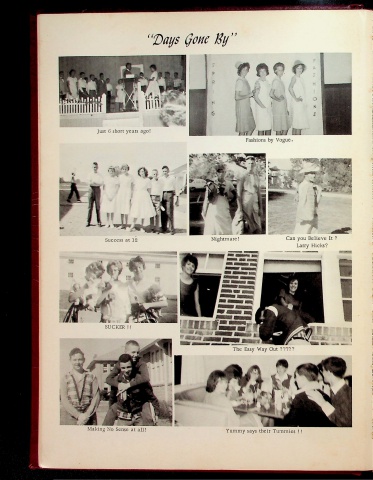 "Days Gone By"
Just 6 short years ago!
Fashions by Vogue.
Success at 10
Nightmare!
Can you Believe It ?
Larry Hicks?
SUCKER !!
The Easy Way Out ?????
Making No Sense at all!
Yummy says their Tummies !!